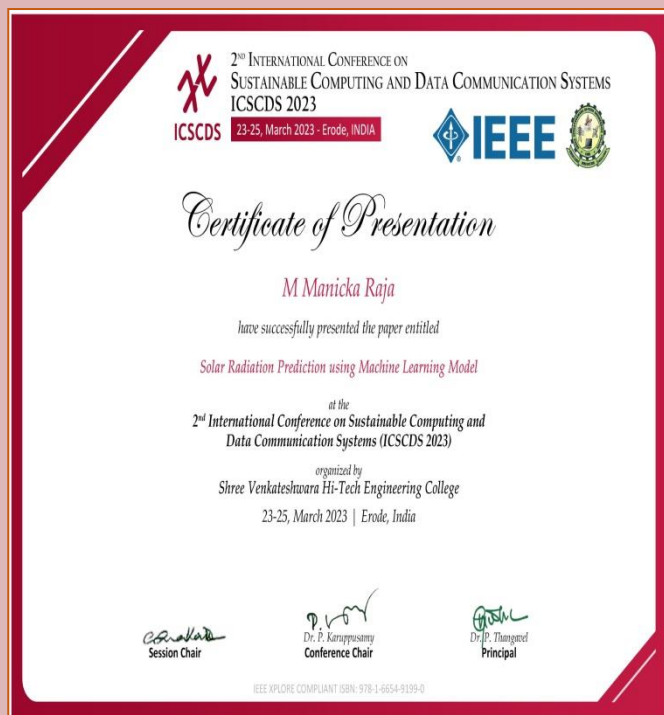 2ND INTERNATIONAL CONFERENCE ON
SUSTAINABLE COMPUTING AND DATA COMMUNICATION SYSTEMS
ICSCDS 2023
ICSCDS
23-25, March 2023 - Erode, INDIA
IEEE
Certificate of Presentation
M Manicka Raja
have successfully presented the paper entitled
Solar Radiation Prediction using Machine Learning Model
at the
2nd International Conference on Sustainable Computing and
Data Communication Systems (ICSCDS 2023)
organized by
Shree Venkateshwara Hi-Tech Engineering College
23-25, March 2023 | Erode, India
Session Chair
Dr. P. Karuppusamy
Conference Chair
Dr. P. Thangavel
Principal
IEEE XPLORE COMPLIANT ISBN: 978-1-6654-9199-0